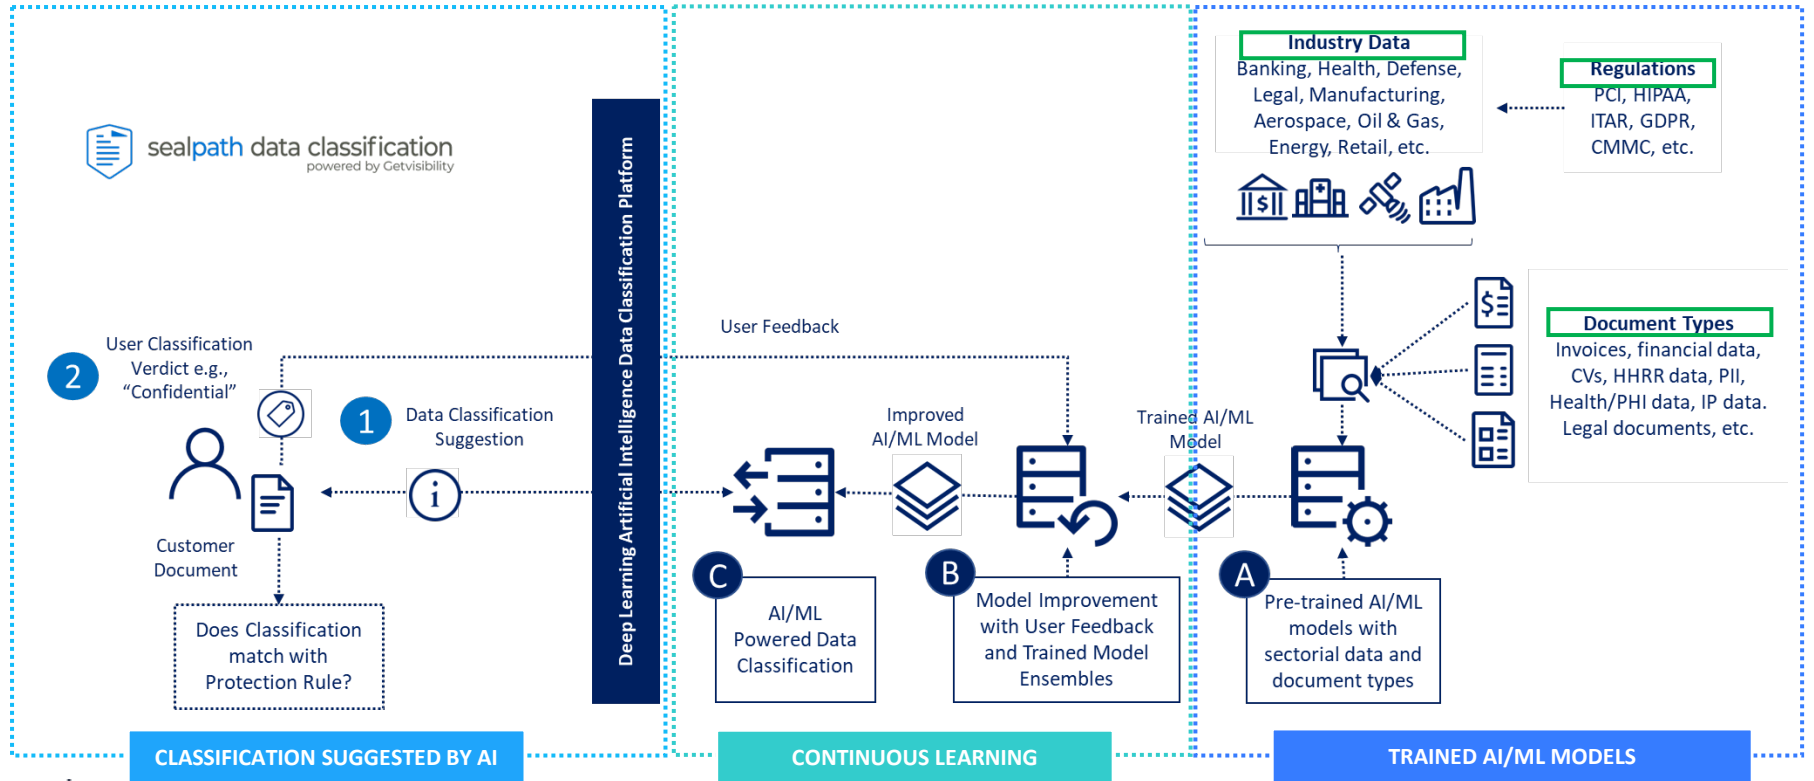 sealpath data classification
powered by Getvisibility
2
User Classification
Verdict e.g.,
“Confidential”
1
Data Classification
Suggestion
i
Customer
Document
Does Classification
match with
Protection Rule?
CLASSIFICATION SUGGESTED BY AI
Deep Learning Artificial Intelligence Data Classification Platform
User Feedback
Improved
AI/ML Model
Trained AI/ML
Model
C
AI/ML
Powered Data
Classification
B
Model Improvement
with User Feedback
and Trained Model
Ensembles
CONTINUOUS LEARNING
Industry Data
Banking, Health, Defense,
Legal, Manufacturing,
Aerospace, Oil & Gas,
Energy, Retail, etc.
$
Regulations
PCI, HIPAA,
ITAR, GDPR,
CMMC, etc.
$
Document Types
Invoices, financial data,
CVs, HHRR data, PII,
Health/PHI data, IP data.
Legal documents, etc.
A
Pre-trained AI/ML
models with
sectorial data and
document types
TRAINED AI/ML MODELS